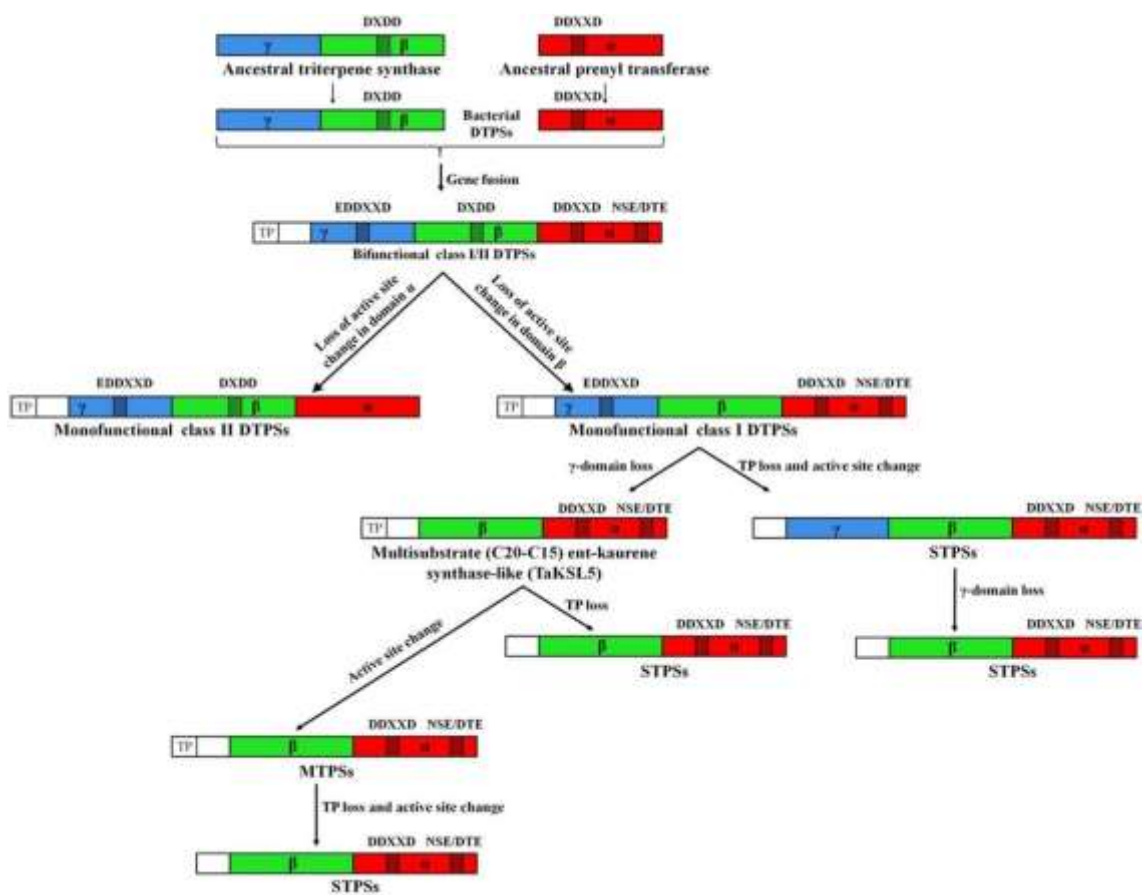 DXDD
DDXXD
γ
β
α
Ancestral triterpene synthase
Ancestral prenyl transferase
DXDD
DDXXD
γ
β
α
Bacterial
DTPSs
Gene fusion
EDDXXD
DXDD
DDXXD NSE/DTE
TP
γ
β
α
Bifunctional class I/II DTPSs
Loss of active site
change in domain α
Loss of active site
change in domain β
EDDXXD
DXDD
TP
γ
β
α
Monofunctional class II DTPSs
EDDXXD
DDXXD NSE/DTE
TP
γ
β
α
Monofunctional class I DTPSs
γ-domain loss
TP loss and active site change
DDXXD NSE/DTE
TP
β
α
Multisubstrate (C20-C15) ent-kaurene
synthase-like (TaKSL5)
DDXXD NSE/DTE
γ
β
α
STPSs
Active site change
TP loss
γ-domain loss
DDXXD NSE/DTE
β
α
STPSs
DDXXD NSE/DTE
β
α
STPSs
DDXXD NSE/DTE
TP
β
α
MTPSs
TP loss and active site change
DDXXD NSE/DTE
β
α
STPSs